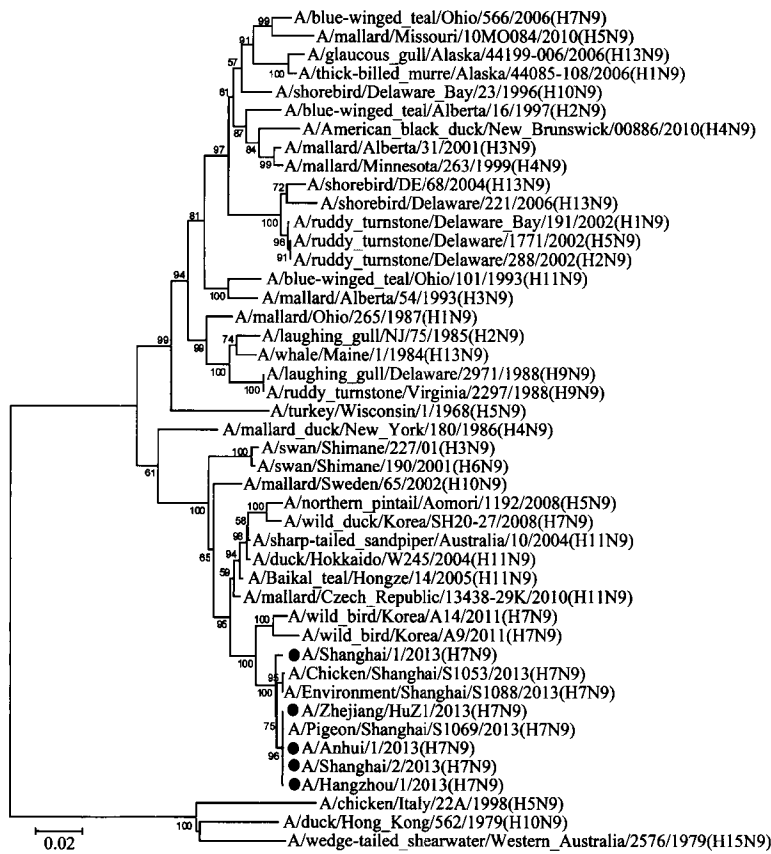 A/blue-winged_teal/Ohio/566/2006(H7N9)
99
A/mallard/Missouri/10MO084/2010(H5N9)
91
A/glaucous_gull/Alaska/44199-006/2006(H13N9)
57
100
A/thick-billed_murre/Alaska/44085-108/2006(H1N9)
61
A/shorebird/Delaware_Bay/23/1996(H10N9)
A/blue-winged_teal/Alberta/16/1997(H2N9)
87
A/American_black_duck/New_Brunswick/00886/2010(H4N9)
97
84
A/mallard/Alberta/31/2001(H3N9)
99
A/mallard/Minnesota/263/1999(H4N9)
72
A/shorebird/DE/68/2004(H13N9)
A/shorebird/Delaware/221/2006(H13N9)
81
100
A/ruddy_turnstone/Delaware_Bay/191/2002(H1N9)
96
A/ruddy_turnstone/Delaware/1771/2002(H5N9)
91
A/ruddy_turnstone/Delaware/288/2002(H2N9)
94
A/blue-winged_teal/Ohio/101/1993(H11N9)
100
A/mallard/Alberta/54/1993(H3N9)
A/mallard/Ohio/265/1987(H1N9)
99
99
74
A/laughing_gull/NJ/75/1985(H2N9)
A/whale/Maine/1/1984(H13N9)
100
A/laughing_gull/Delaware/2971/1988(H9N9)
100
A/ruddy_turnstone/Virginia/2297/1988(H9N9)
A/turkey/Wisconsin/1/1968(H5N9)
A/mallard_duck/New_York/180/1986(H4N9)
61
100
A/swan/Shimane/227/01(H3N9)
A/swan/Shimane/190/2001(H6N9)
A/mallard/Sweden/65/2002(H10N9)
100
100
A/northern_pintail/Aomori/1192/2008(H5N9)
58
A/wild_duck/Korea/SH20-27/2008(H7N9)
98
A/sharp-tailed_sandpiper/Australia/10/2004(H11N9)
65
94
A/duck/Hokkaido/W245/2004(H11N9)
59
A/Baikal_teal/Hongze/14/2005(H11N9)
A/mallard/Czech_Republic/13438-29K/2010(H11N9)
95
100
A/wild_bird/Korea/A14/2011(H7N9)
A/wild_bird/Korea/A9/2011(H7N9)
100
A/Shanghai/1/2013(H7N9)
95
A/Chicken/Shanghai/S1053/2013(H7N9)
100
A/Environment/Shanghai/S1088/2013(H7N9)
A/Zhejiang/HuZ1/2013(H7N9)
75
A/Pigeon/Shanghai/S1069/2013(H7N9)
96
A/Anhui/1/2013(H7N9)
A/Shanghai/2/2013(H7N9)
A/Hangzhou/1/2013(H7N9)
A/chicken/Italy/22A/1998(H5N9)
100
A/duck/Hong_Kong/562/1979(H10N9)
A/wedge-tailed_shearwater/Western_Australia/2576/1979(H15N9)
0.02